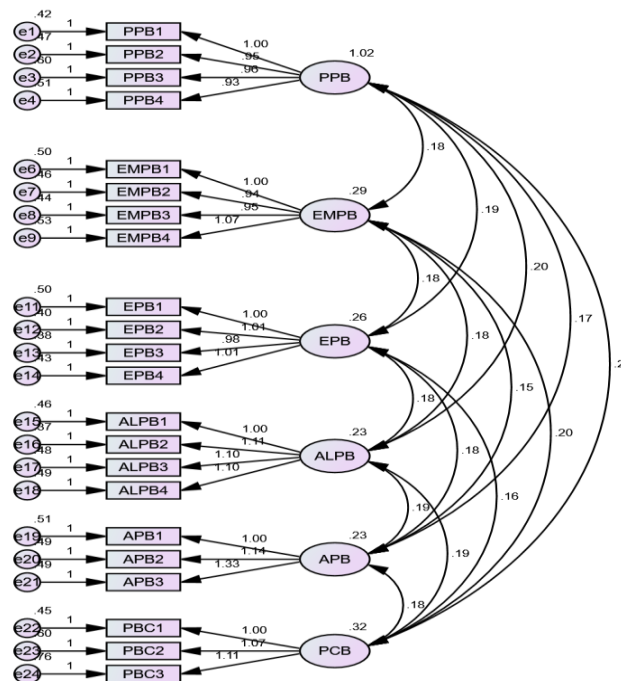 .42
e1 1 PPB1
.47
e2 1 PPB2
.60
e3 1 PPB3
.51
e4 1 PPB4
1.00
.95
.96
.93
PPB 1.02
.50
e6 1 EMPB1
.46
e7 1 EMPB2
.44
e8 1 EMPB3
.53
e9 1 EMPB4
1.00
.94
.95
1.07
EMPB .29
.50
e11 1 EPB1
.40
e12 1 EPB2
.38
e13 1 EPB3
.43
e14 1 EPB4
1.00
1.01
.98
1.01
EPB .26
.46
e15 1 ALPB1
.37
e16 1 ALPB2
.48
e17 1 ALPB3
.49
e18 1 ALPB4
1.00
1.11
1.10
1.10
ALPB .23
.51
e19 1 APB1
.49
e20 1 APB2
.49
e21 1 APB3
1.00
1.14
1.33
APB .23
.45
e22 1 PBC1
.60
e23 1 PBC2
.76
e24 1 PBC3
1.00
1.07
1.11
PCB .32
.18
.19
.20
.17
.18
.18
.15
.20
.18
.18
.16
.19
.19
.18